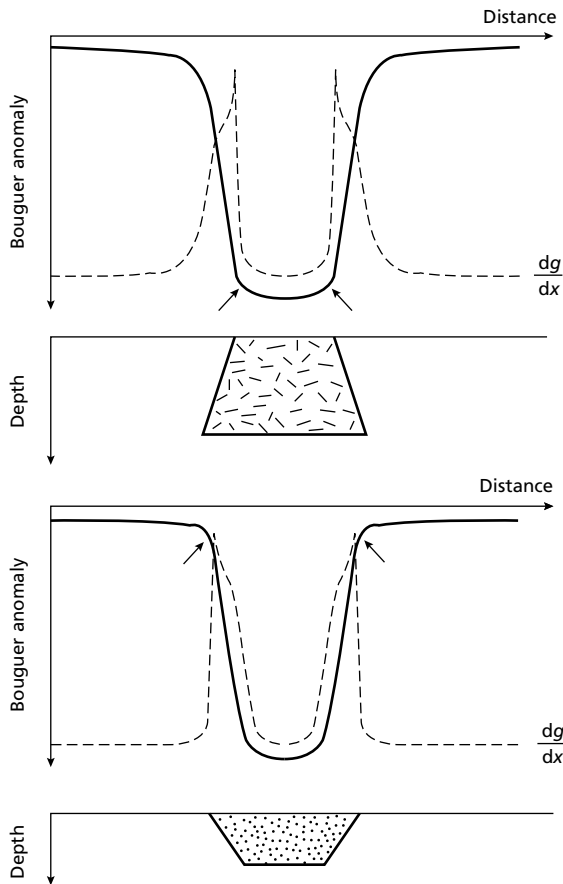 Distance
Bouguer anomaly
dg
dx
Depth
Distance
Bouguer anomaly
dg
dx
Depth